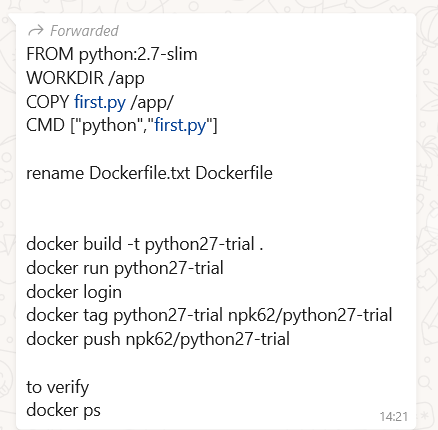 Forwarded
FROM python:2.7-slim
WORKDIR /app
COPY first.py /app/
CMD ["python","first.py"]
rename Dockerfile.txt Dockerfile
docker build -t python27-trial .
docker run python27-trial
docker login
docker tag python27-trial npk62/python27-trial
docker push npk62/python27-trial
to verify
docker ps
14:21